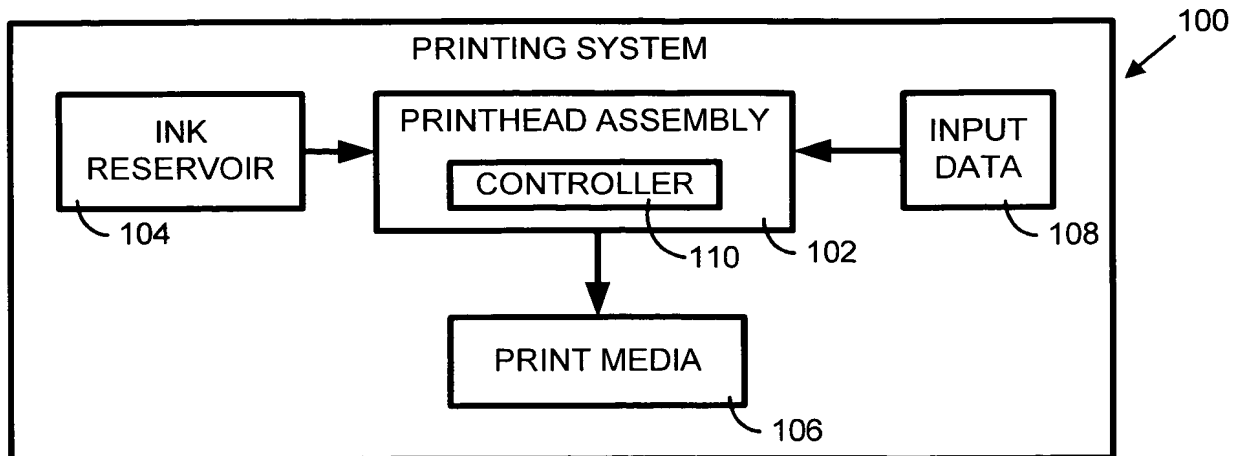 100
PRINTING SYSTEM
INK
RESERVOIR
104
PRINTHEAD ASSEMBLY
CONTROLLER
110
102
INPUT
DATA
108
PRINT MEDIA
106